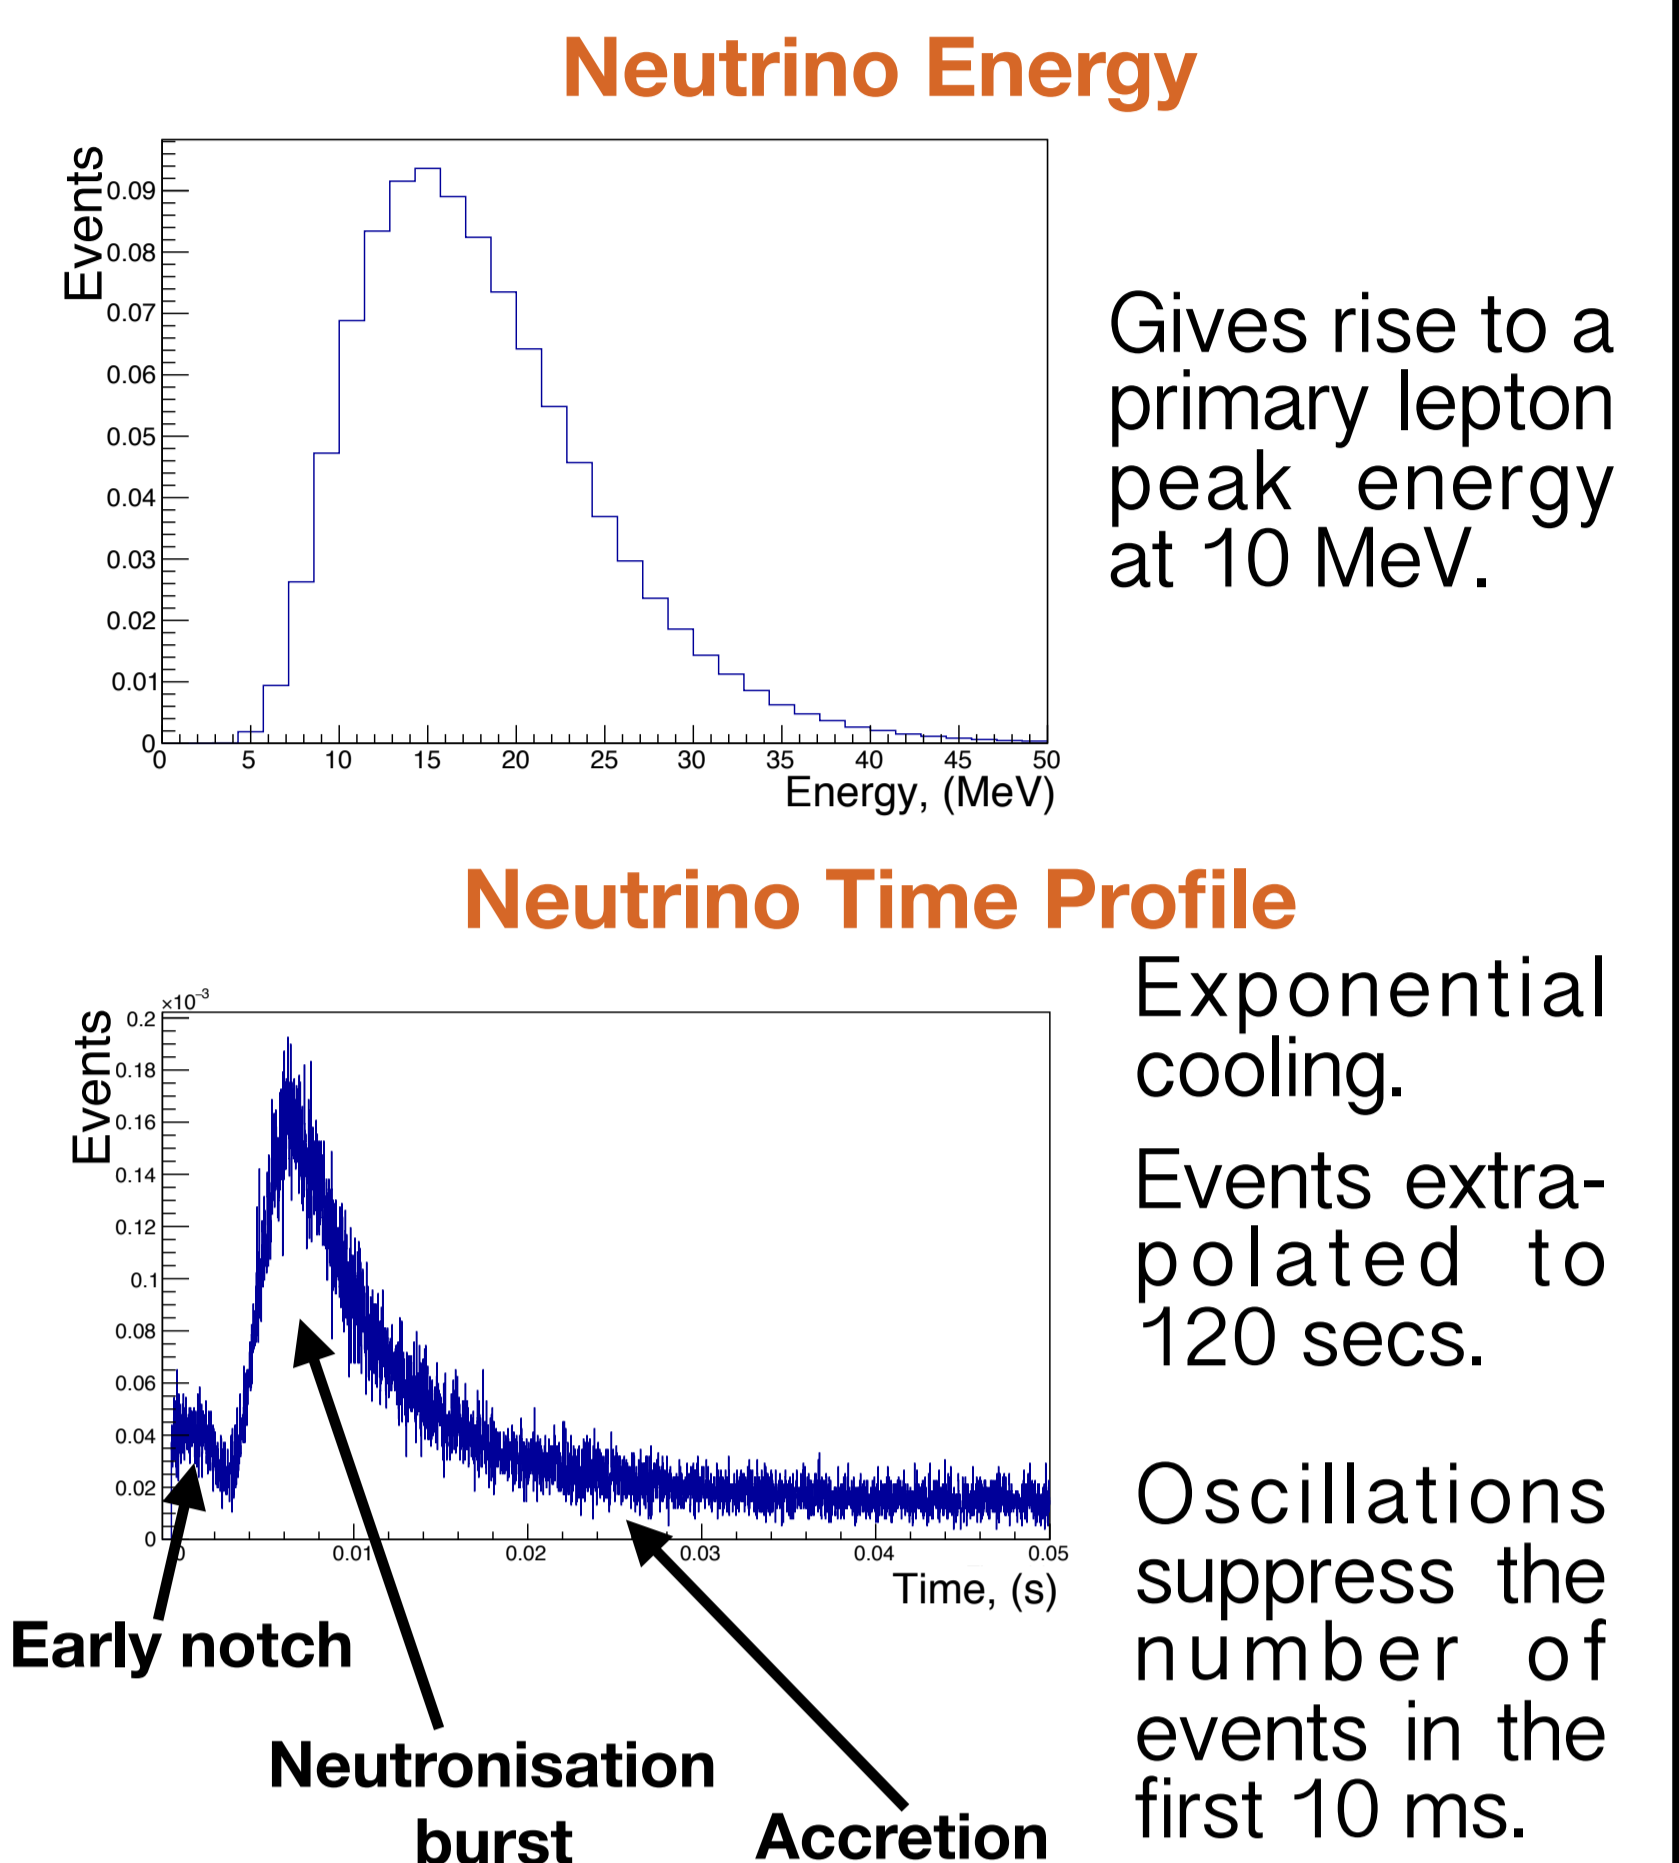 Neutrino Energy
Events
0.09
0.08
0.07
0.06
0.05
0.04
0.03
0.02
0.01
0
0 5 10 15 20 25 30 35 40 45 50
Energy, (MeV)
Gives rise to a
primary lepton
peak energy
at 10 MeV.
Neutrino Time Profile
×10⁻³
Events
0.2
0.18
0.16
0.14
0.12
0.1
0.08
0.06
0.04
0.02
0
0 0.01 0.02 0.03 0.04 0.05
Time, (s)
Early notch
Neutronisation
burst
Accretion
Exponential
cooling.
Events extra-
polated to
120 secs.
Oscillations
suppress the
number of
events in the
first 10 ms.